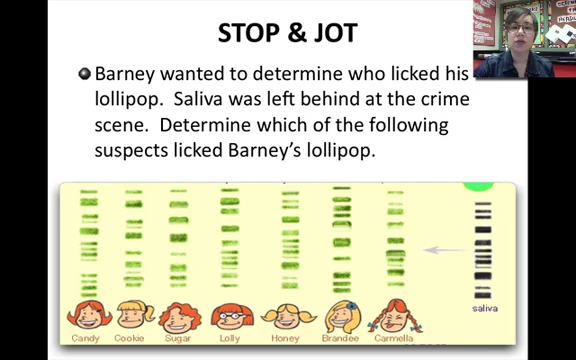 STOP & JOT
Barney wanted to determine who licked his
lollipop. Saliva was left behind at the crime
scene. Determine which of the following
suspects licked Barney's lollipop.
saliva
Candy Cookie Sugar Lolly Honey Brandee Carmella